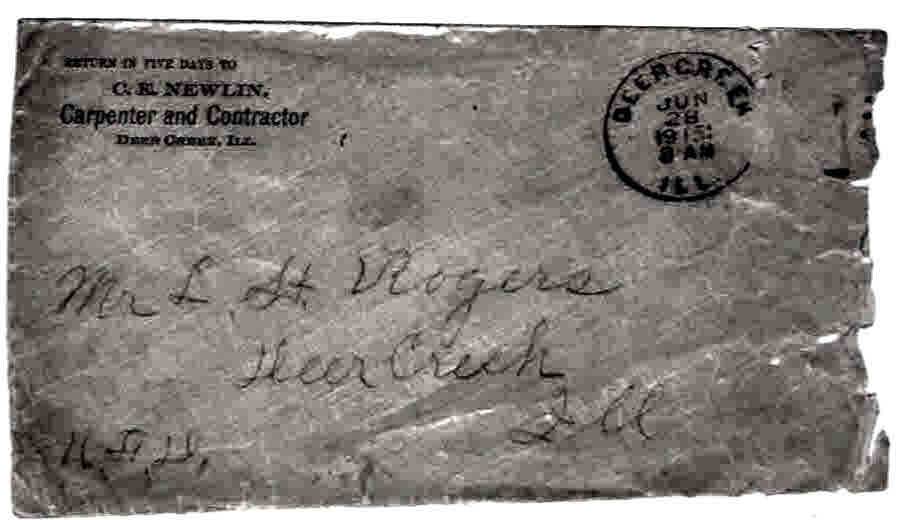 RETURN IN FIVE DAYS TO
C. E. NEWLIN,
Carpenter and Contractor
DEER CREEK, ILL.
DEER CREEK
JUN
28
8 AM
ILL.
Mr L. H Rogers
Deer Creek
Ill